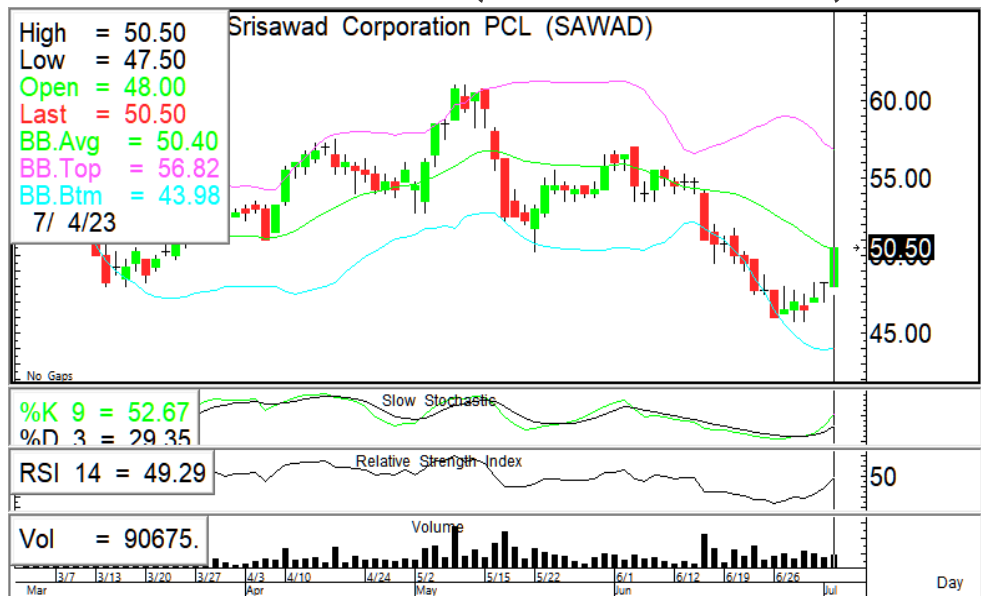 Srisawad Corporation PCL (SAWAD)
High = 50.50
Low = 47.50
Open = 48.00
Last = 50.50
BB.Avg = 50.40
BB.Top = 56.82
BB.Btm = 43.98
7/ 4/23
60.00
55.00
50.50
45.00
No Gaps
Slow Stochastic
%K 9 = 52.67
%D 3 = 29.35
Relative Strength Index
RSI 14 = 49.29
50
Volume
Vol = 90675.
3/7 3/13 3/20 3/27 4/3 4/10 4/24 5/2 5/15 5/22 6/1 6/12 6/19 6/26
Mar Apr May Jun Jul
Day